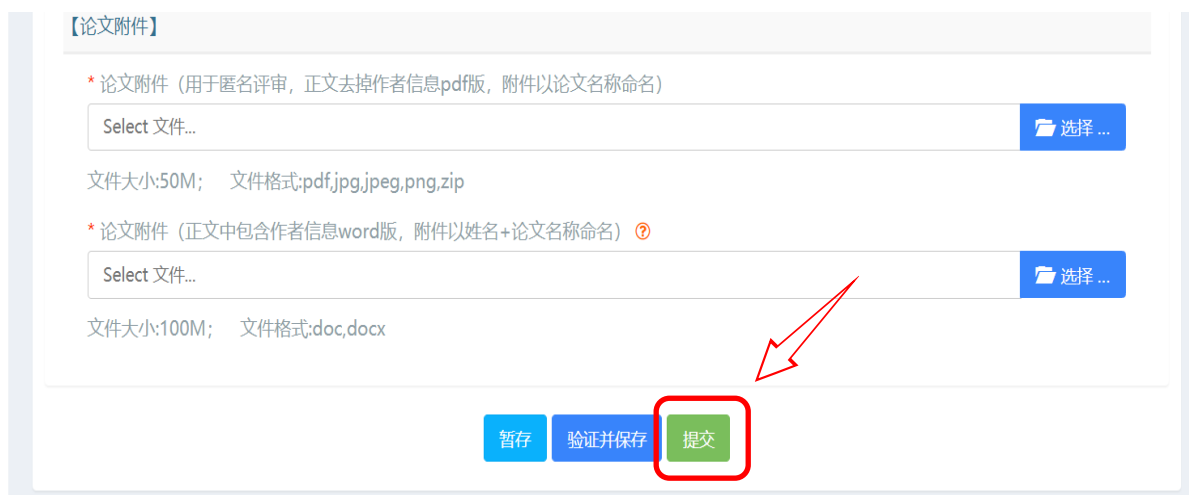 【论文附件】
* 论文附件（用于匿名评审，正文去掉作者信息pdf版，附件以论文名称命名）
Select 文件...
选择 ...
文件大小:50M； 文件格式:pdf,jpg,jpeg,png,zip
* 论文附件（正文中包含作者信息word版，附件以姓名+论文名称命名） ?
Select 文件...
选择 ...
文件大小:100M； 文件格式:doc,docx
暂存 验证并保存 提交